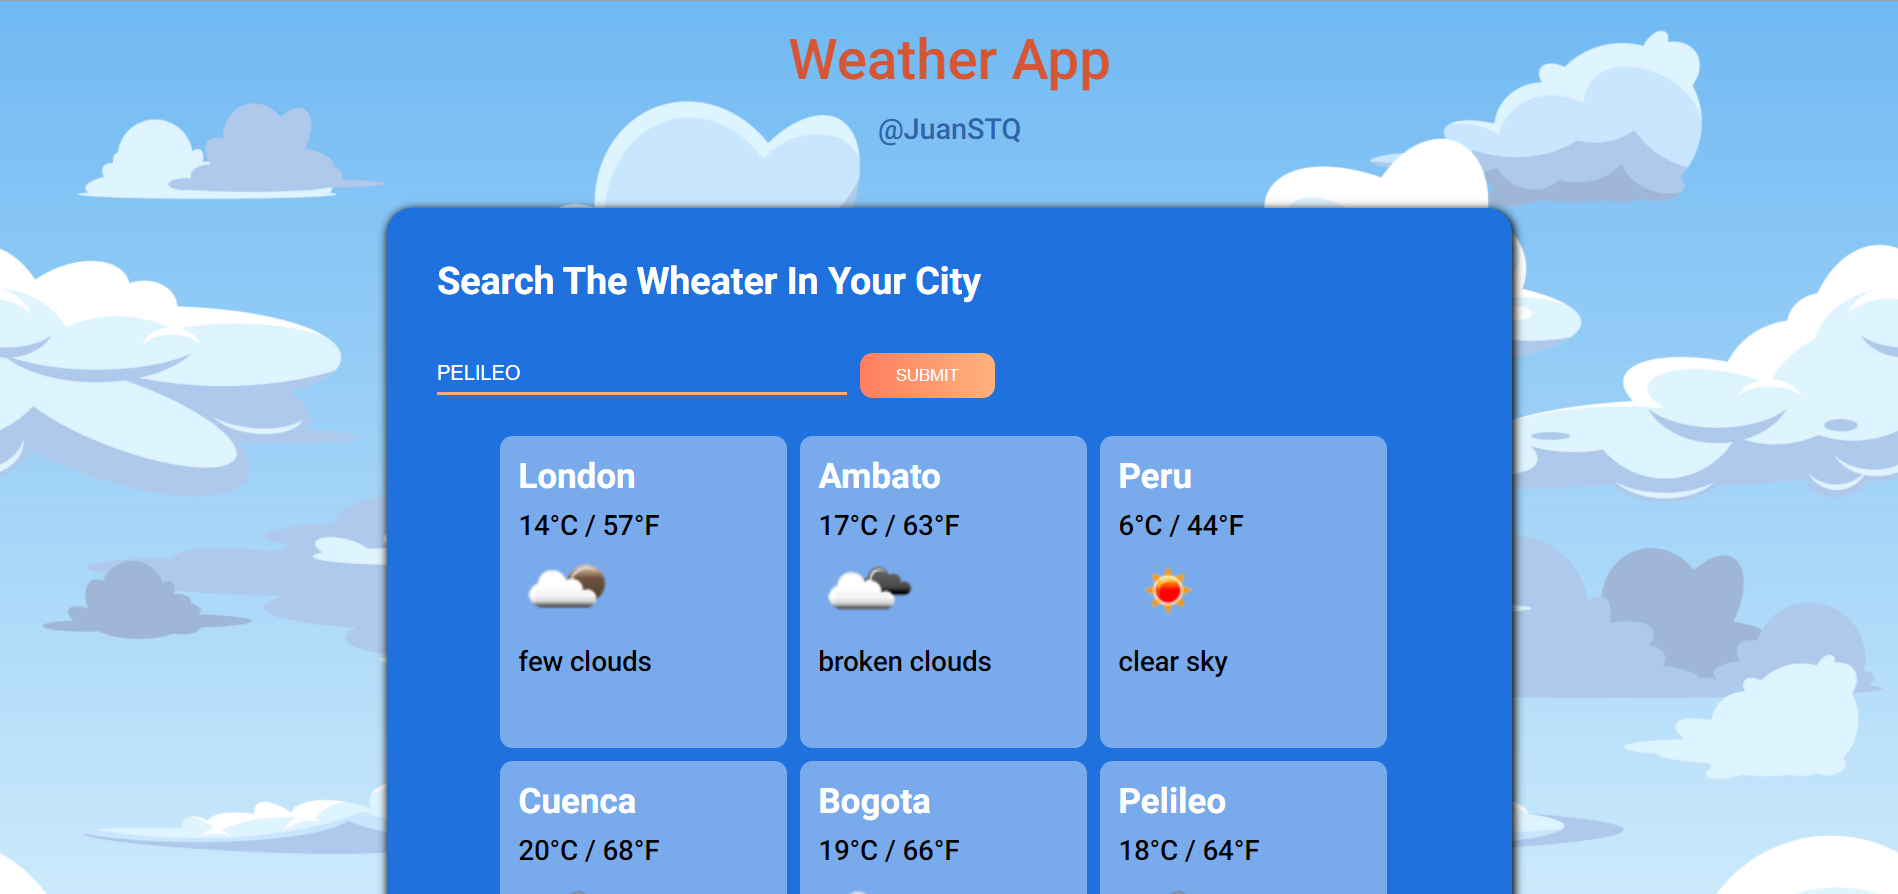 Weather App
@JuanSTQ
Search The Wheater In Your City
PELILEO
SUBMIT
London
14°C / 57°F
few clouds
Ambato
17°C / 63°F
broken clouds
Peru
6°C / 44°F
clear sky
Cuenca
20°C / 68°F
Bogota
19°C / 66°F
Pelileo
18°C / 64°F